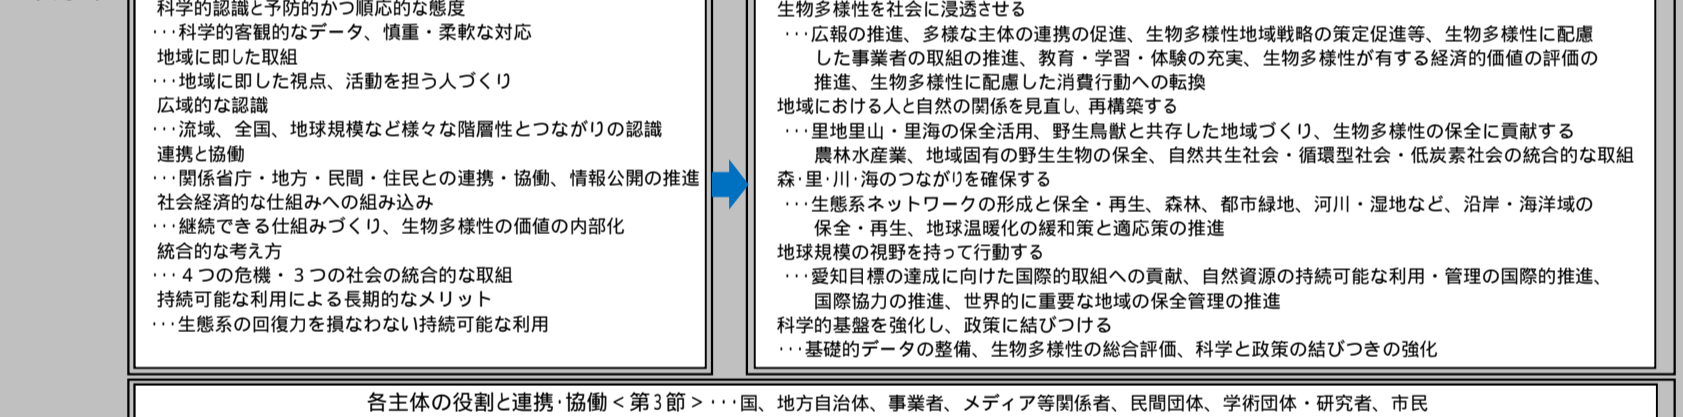 科学的認識と予防的かつ順応的な態度
･･･科学的客観的なデータ、慎重・柔軟な対応
地域に即した取組
･･･地域に即した視点、活動を担う人づくり
広域的な認識
･･･流域、全国、地球規模など様々な階層性とつながりの認識
連携と協働
･･･関係省庁・地方・民間・住民との連携・協働、情報公開の推進
社会経済的な仕組みへの組み込み
･･･継続できる仕組みづくり、生物多様性の価値の内部化
統合的な考え方
･･･４つの危機・３つの社会の統合的な取組
持続可能な利用による長期的なメリット
･･･生態系の回復力を損なわない持続可能な利用
生物多様性を社会に浸透させる
･･･広報の推進、多様な主体の連携の促進、生物多様性地域戦略の策定促進等、生物多様性に配慮
した事業者の取組の推進、教育・学習・体験の充実、生物多様性が有する経済的価値の評価の
推進、生物多様性に配慮した消費行動への転換
地域における人と自然の関係を見直し、再構築する
･･･里地里山・里海の保全活用、野生鳥獣と共存した地域づくり、生物多様性の保全に貢献する
農林水産業、地域固有の野生生物の保全、自然共生社会・循環型社会・低炭素社会の統合的な取組
森･里･川･海のつながりを確保する
･･･生態系ネットワークの形成と保全・再生、森林、都市緑地、河川・湿地など、沿岸・海洋域の
保全・再生、地球温暖化の緩和策と適応策の推進
地球規模の視野を持って行動する
･･･愛知目標の達成に向けた国際的取組への貢献、自然資源の持続可能な利用・管理の国際的推進、
国際協力の推進、世界的に重要な地域の保全管理の推進
科学的基盤を強化し、政策に結びつける
･･･基礎的データの整備、生物多様性の総合評価、科学と政策の結びつきの強化
各主体の役割と連携･協働＜第3節＞･･･国、地方自治体、事業者、メディア等関係者、民間団体、学術団体・研究者、市民